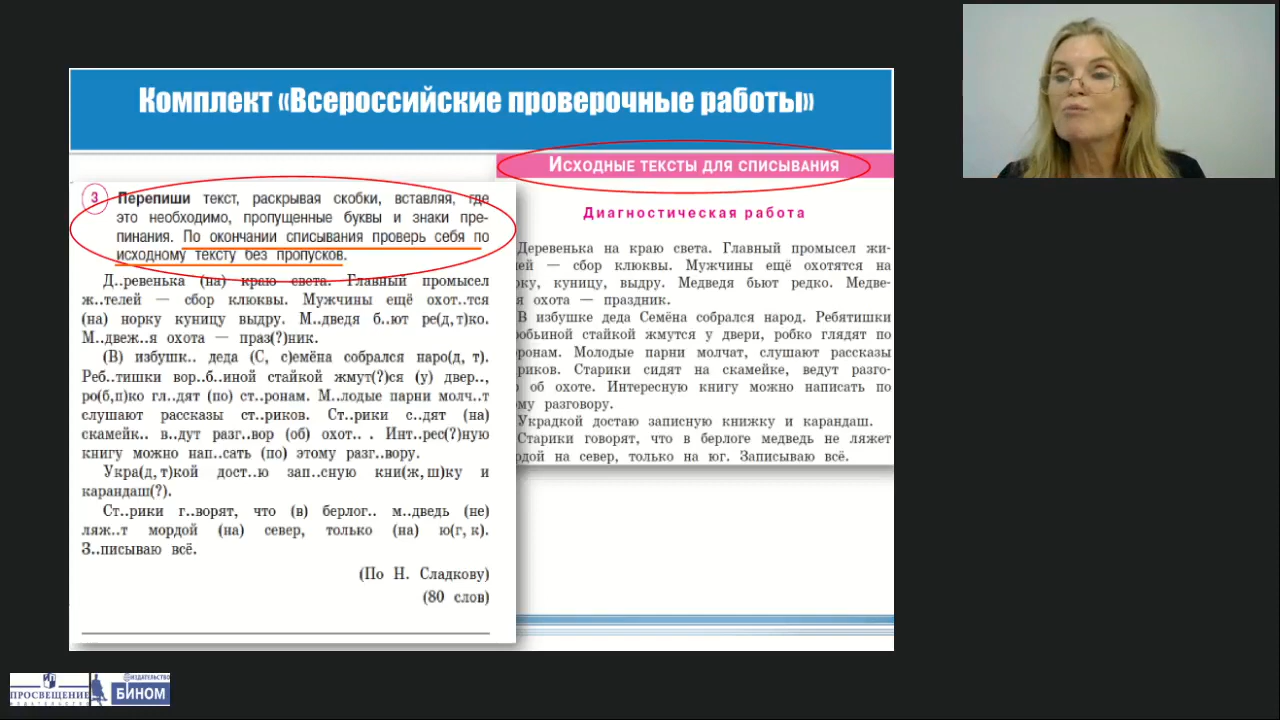 Комплект «Всероссийские проверочные работы»
3 Перепиши текст, раскрывая скобки, вставляя, где
это необходимо, пропущенные буквы и знаки пре-
пинания. По окончании списывания проверь себя по
исходному тексту без пропусков.
Д..ревенька (на) краю света. Главный промысел
ж..телей — сбор клюквы. Мужчины ещё охот..тся
(на) норку куницу выдру. М..дведя б..ют ре(д, т)ко.
М..двеж..я охота — праз(?)ник.
(В) избушк.. деда (С, с)емёна собрался наро(д, т).
Реб..тишки вор..б..иной стайкой жмут(?)ся (у) двер..,
ро(б,п)ко гл..дят (по) ст..ронам. М..лодые парни молч..т
слушают рассказы ст..риков. Ст..рики с..дят (на)
скамейк.. в..дут разг..вор (об) охот.. . Инт..рес(?)ную
книгу можно нап..сать (по) этому разг..вору.
Укра(д, т)кой дост..ю зап..сную кни(ж, ш)ку и
карандаш(?).
Ст..рики г..ворят, что (в) берлог.. м..дведь (не)
ляж..т мордой (на) север, только (на) ю(г, к).
З..писываю всё.
(По Н. Сладкову)
(80 слов)
Исходные тексты для списывания
Диагностическая работа
Деревенька на краю света. Главный промысел жи-
лей — сбор клюквы. Мужчины ещё охотятся на
рку, куницу, выдру. Медведя бьют редко. Медве-
я охота — праздник.
В избушке деда Семёна собрался народ. Ребятишки
робьиной стайкой жмутся у двери, робко глядят по
ронам. Молодые парни молчат, слушают рассказы
риков. Старики сидят на скамейке, ведут разго-
об охоте. Интересную книгу можно написать по
му разговору.
Украдкой достаю записную книжку и карандаш.
Старики говорят, что в берлоге медведь не ляжет
рдой на север, только на юг. Записываю всё.
ПРОСВЕЩЕНИЕ
ИЗДАТЕЛЬСТВО
ИЗДАТЕЛЬСТВО
БИНОМ